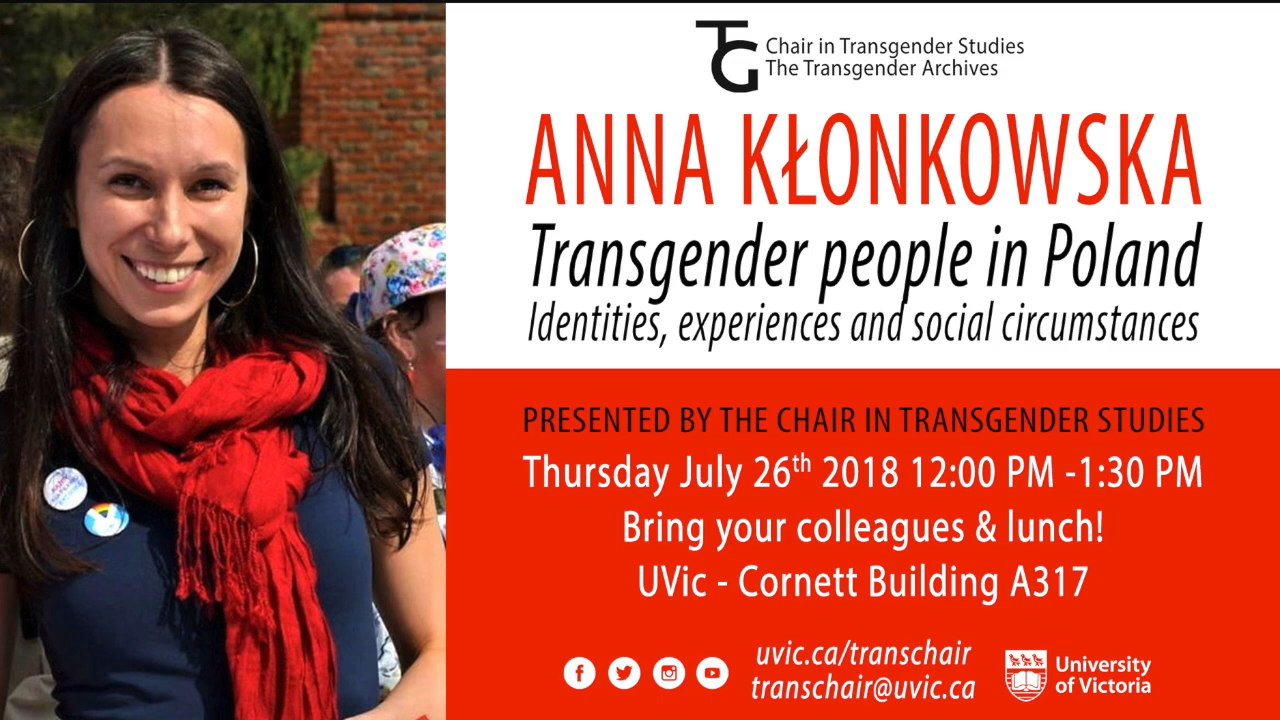 TG
Chair in Transgender Studies
The Transgender Archives
ANNA KŁONKOWSKA
Transgender people in Poland
Identities, experiences and social circumstances
PRESENTED BY THE CHAIR IN TRANSGENDER STUDIES
Thursday July 26th 2018 12:00 PM -1:30 PM
Bring your colleagues & lunch!
UVic - Cornett Building A317
uvic.ca/transchair
transchair@uvic.ca
University
of Victoria